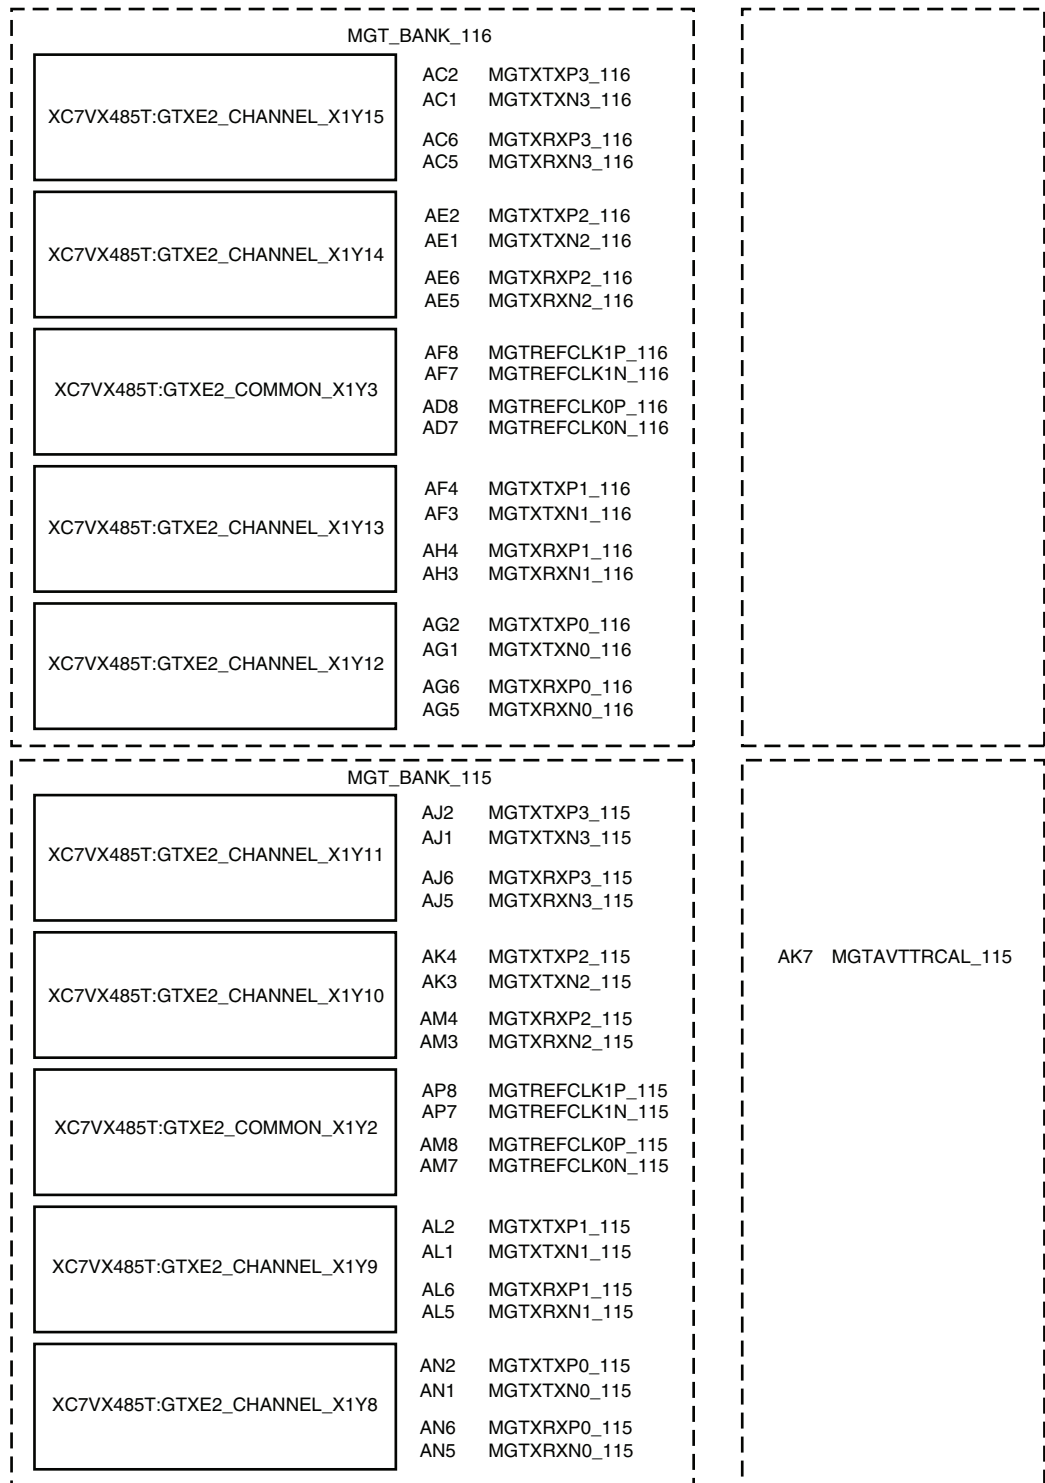 MGT_BANK_116
XC7VX485T:GTXE2_CHANNEL_X1Y15
AC2 MGTXTXP3_116
AC1 MGTXTXN3_116
AC6 MGTXRXP3_116
AC5 MGTXRXN3_116
XC7VX485T:GTXE2_CHANNEL_X1Y14
AE2 MGTXTXP2_116
AE1 MGTXTXN2_116
AE6 MGTXRXP2_116
AE5 MGTXRXN2_116
XC7VX485T:GTXE2_COMMON_X1Y3
AF8 MGTREFCLK1P_116
AF7 MGTREFCLK1N_116
AD8 MGTREFCLK0P_116
AD7 MGTREFCLK0N_116
XC7VX485T:GTXE2_CHANNEL_X1Y13
AF4 MGTXTXP1_116
AF3 MGTXTXN1_116
AH4 MGTXRXP1_116
AH3 MGTXRXN1_116
XC7VX485T:GTXE2_CHANNEL_X1Y12
AG2 MGTXTXP0_116
AG1 MGTXTXN0_116
AG6 MGTXRXP0_116
AG5 MGTXRXN0_116
MGT_BANK_115
XC7VX485T:GTXE2_CHANNEL_X1Y11
AJ2 MGTXTXP3_115
AJ1 MGTXTXN3_115
AJ6 MGTXRXP3_115
AJ5 MGTXRXN3_115
XC7VX485T:GTXE2_CHANNEL_X1Y10
AK4 MGTXTXP2_115
AK3 MGTXTXN2_115
AM4 MGTXRXP2_115
AM3 MGTXRXN2_115
AK7 MGTAVTTRCAL_115
XC7VX485T:GTXE2_COMMON_X1Y2
AP8 MGTREFCLK1P_115
AP7 MGTREFCLK1N_115
AM8 MGTREFCLK0P_115
AM7 MGTREFCLK0N_115
XC7VX485T:GTXE2_CHANNEL_X1Y9
AL2 MGTXTXP1_115
AL1 MGTXTXN1_115
AL6 MGTXRXP1_115
AL5 MGTXRXN1_115
XC7VX485T:GTXE2_CHANNEL_X1Y8
AN2 MGTXTXP0_115
AN1 MGTXTXN0_115
AN6 MGTXRXP0_115
AN5 MGTXRXN0_115